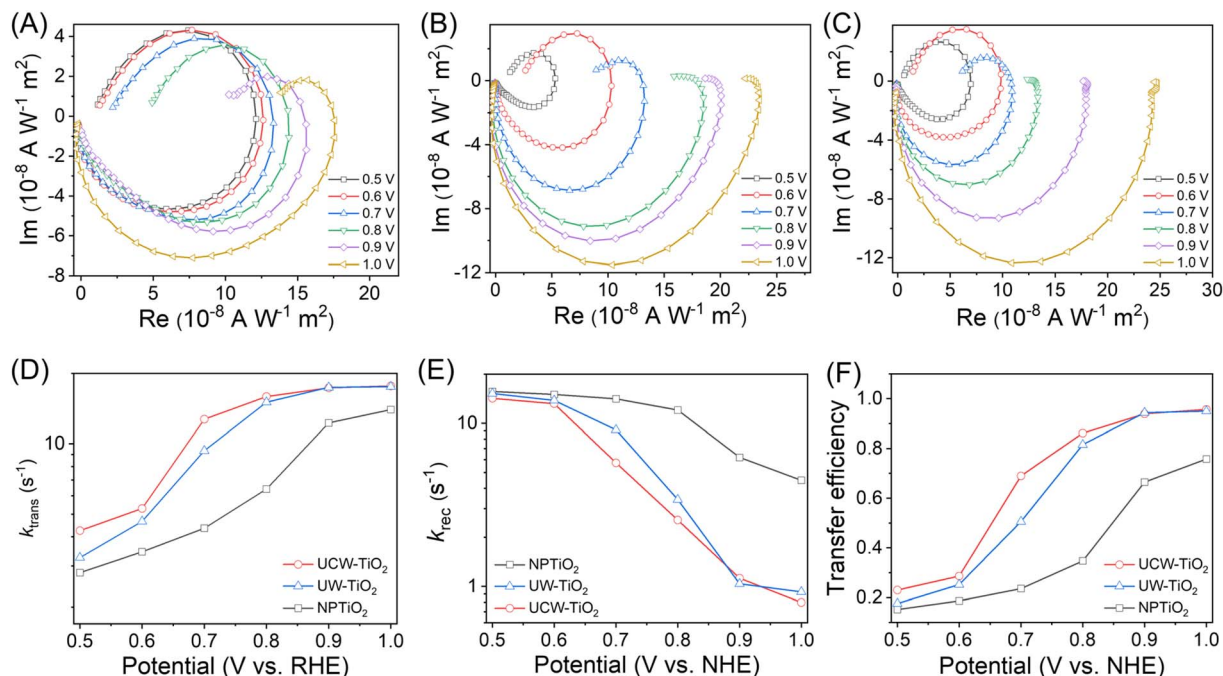 (A)
4
2
0
-2
-4
-6
-8
Im (10⁻⁸ A W⁻¹ m²)
0.5 V
0.6 V
0.7 V
0.8 V
0.9 V
1.0 V
0 5 10 15 20
Re (10⁻⁸ A W⁻¹ m²)
(B)
4
0
-4
-8
-12
Im (10⁻⁸ A W⁻¹ m²)
0.5 V
0.6 V
0.7 V
0.8 V
0.9 V
1.0 V
0 5 10 15 20 25
Re (10⁻⁸ A W⁻¹ m²)
(C)
3
0
-3
-6
-9
-12
Im (10⁻⁸ A W⁻¹ m²)
0.5 V
0.6 V
0.7 V
0.8 V
0.9 V
1.0 V
0 5 10 15 20 25 30
Re (10⁻⁸ A W⁻¹ m²)
(D)
10
k_trans (s⁻¹)
UCW-TiO₂
UW-TiO₂
NPTiO₂
0.5 0.6 0.7 0.8 0.9 1.0
Potential (V vs. RHE)
(E)
10
1
k_rec (s⁻¹)
NPTiO₂
UW-TiO₂
UCW-TiO₂
0.5 0.6 0.7 0.8 0.9 1.0
Potential (V vs. NHE)
(F)
1.0
0.8
0.6
0.4
0.2
Transfer efficiency
UCW-TiO₂
UW-TiO₂
NPTiO₂
0.5 0.6 0.7 0.8 0.9 1.0
Potential (V vs. NHE)